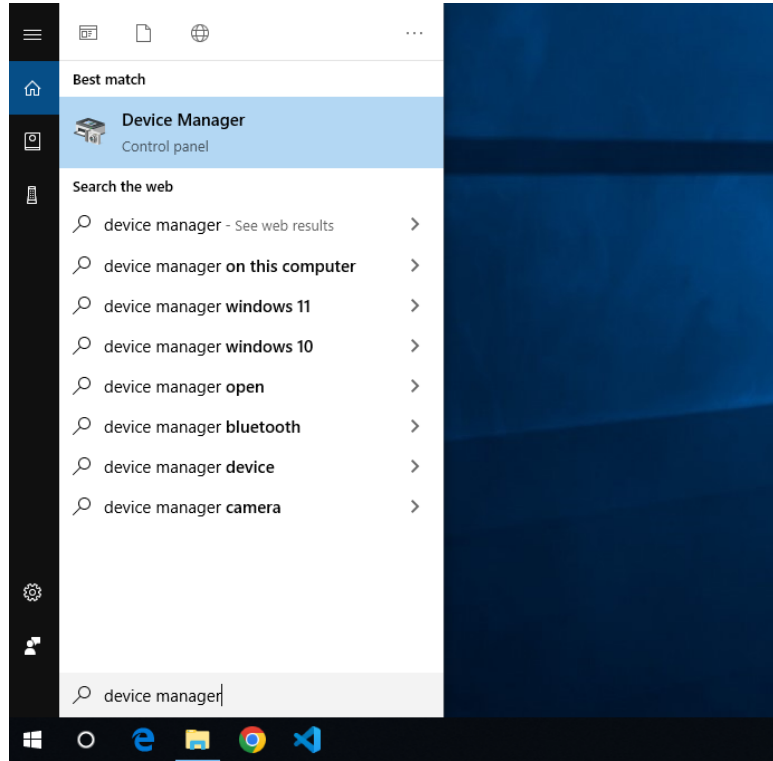 Best match
Device Manager
Control panel
Search the web
device manager - See web results
device manager on this computer
device manager windows 11
device manager windows 10
device manager open
device manager bluetooth
device manager device
device manager camera
device manager